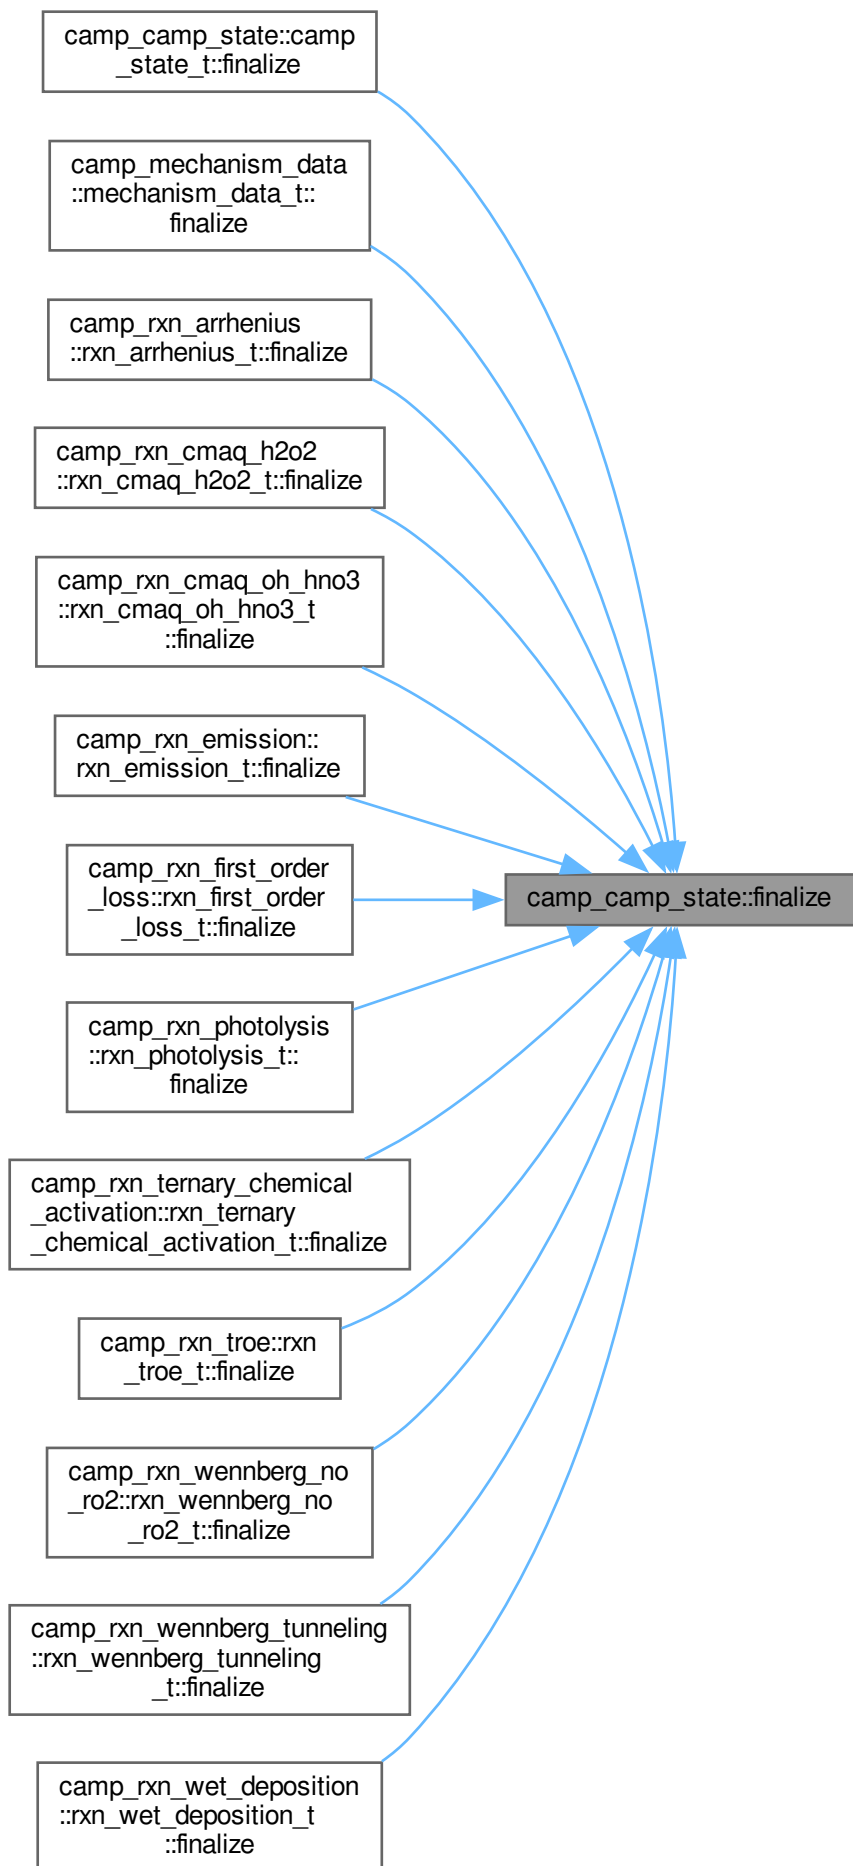 camp_camp_state::camp
_state_t::finalize
camp_mechanism_data
::mechanism_data_t::
finalize
camp_rxn_arrhenius
::rxn_arrhenius_t::finalize
camp_rxn_cmaq_h2o2
::rxn_cmaq_h2o2_t::finalize
camp_rxn_cmaq_oh_hno3
::rxn_cmaq_oh_hno3_t
::finalize
camp_rxn_emission::
rxn_emission_t::finalize
camp_rxn_first_order
_loss::rxn_first_order
_loss_t::finalize
camp_camp_state::finalize
camp_rxn_photolysis
::rxn_photolysis_t::
finalize
camp_rxn_ternary_chemical
_activation::rxn_ternary
_chemical_activation_t::finalize
camp_rxn_troe::rxn
_troe_t::finalize
camp_rxn_wennberg_no
_ro2::rxn_wennberg_no
_ro2_t::finalize
camp_rxn_wennberg_tunneling
::rxn_wennberg_tunneling
_t::finalize
camp_rxn_wet_deposition
::rxn_wet_deposition_t
::finalize